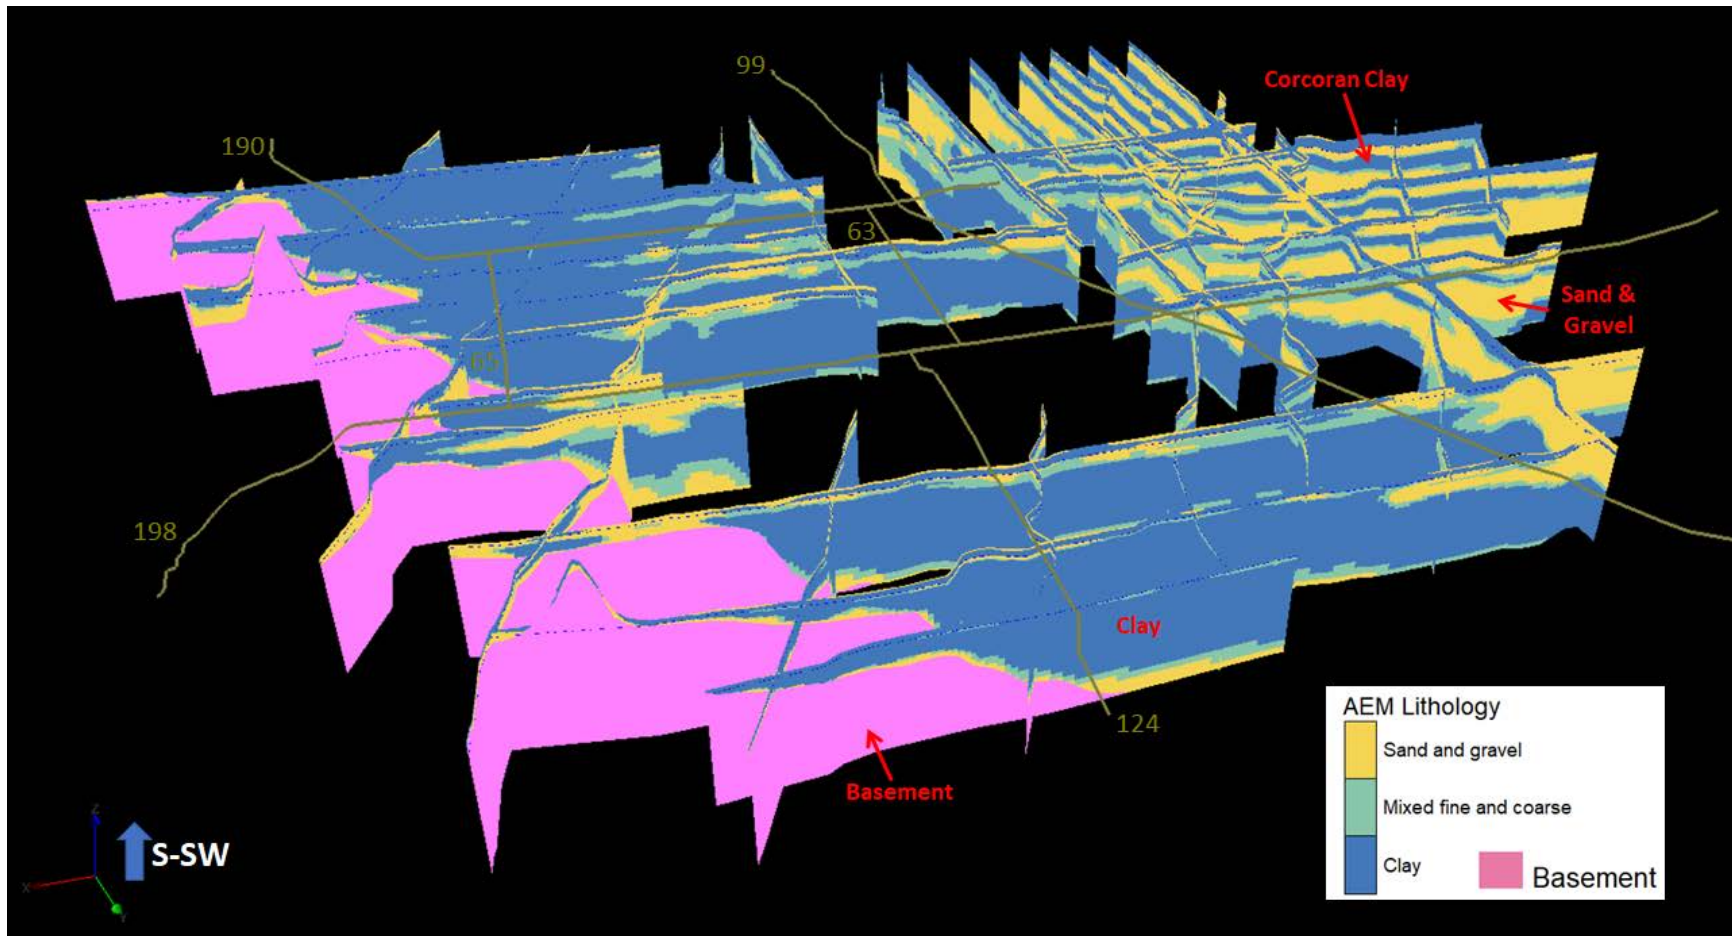 99
Corcoran Clay
190
63
Sand &
Gravel
65
198
Clay
124
Basement
Z
S-SW
X
Y
AEM Lithology
Sand and gravel
Mixed fine and coarse
Clay
Basement